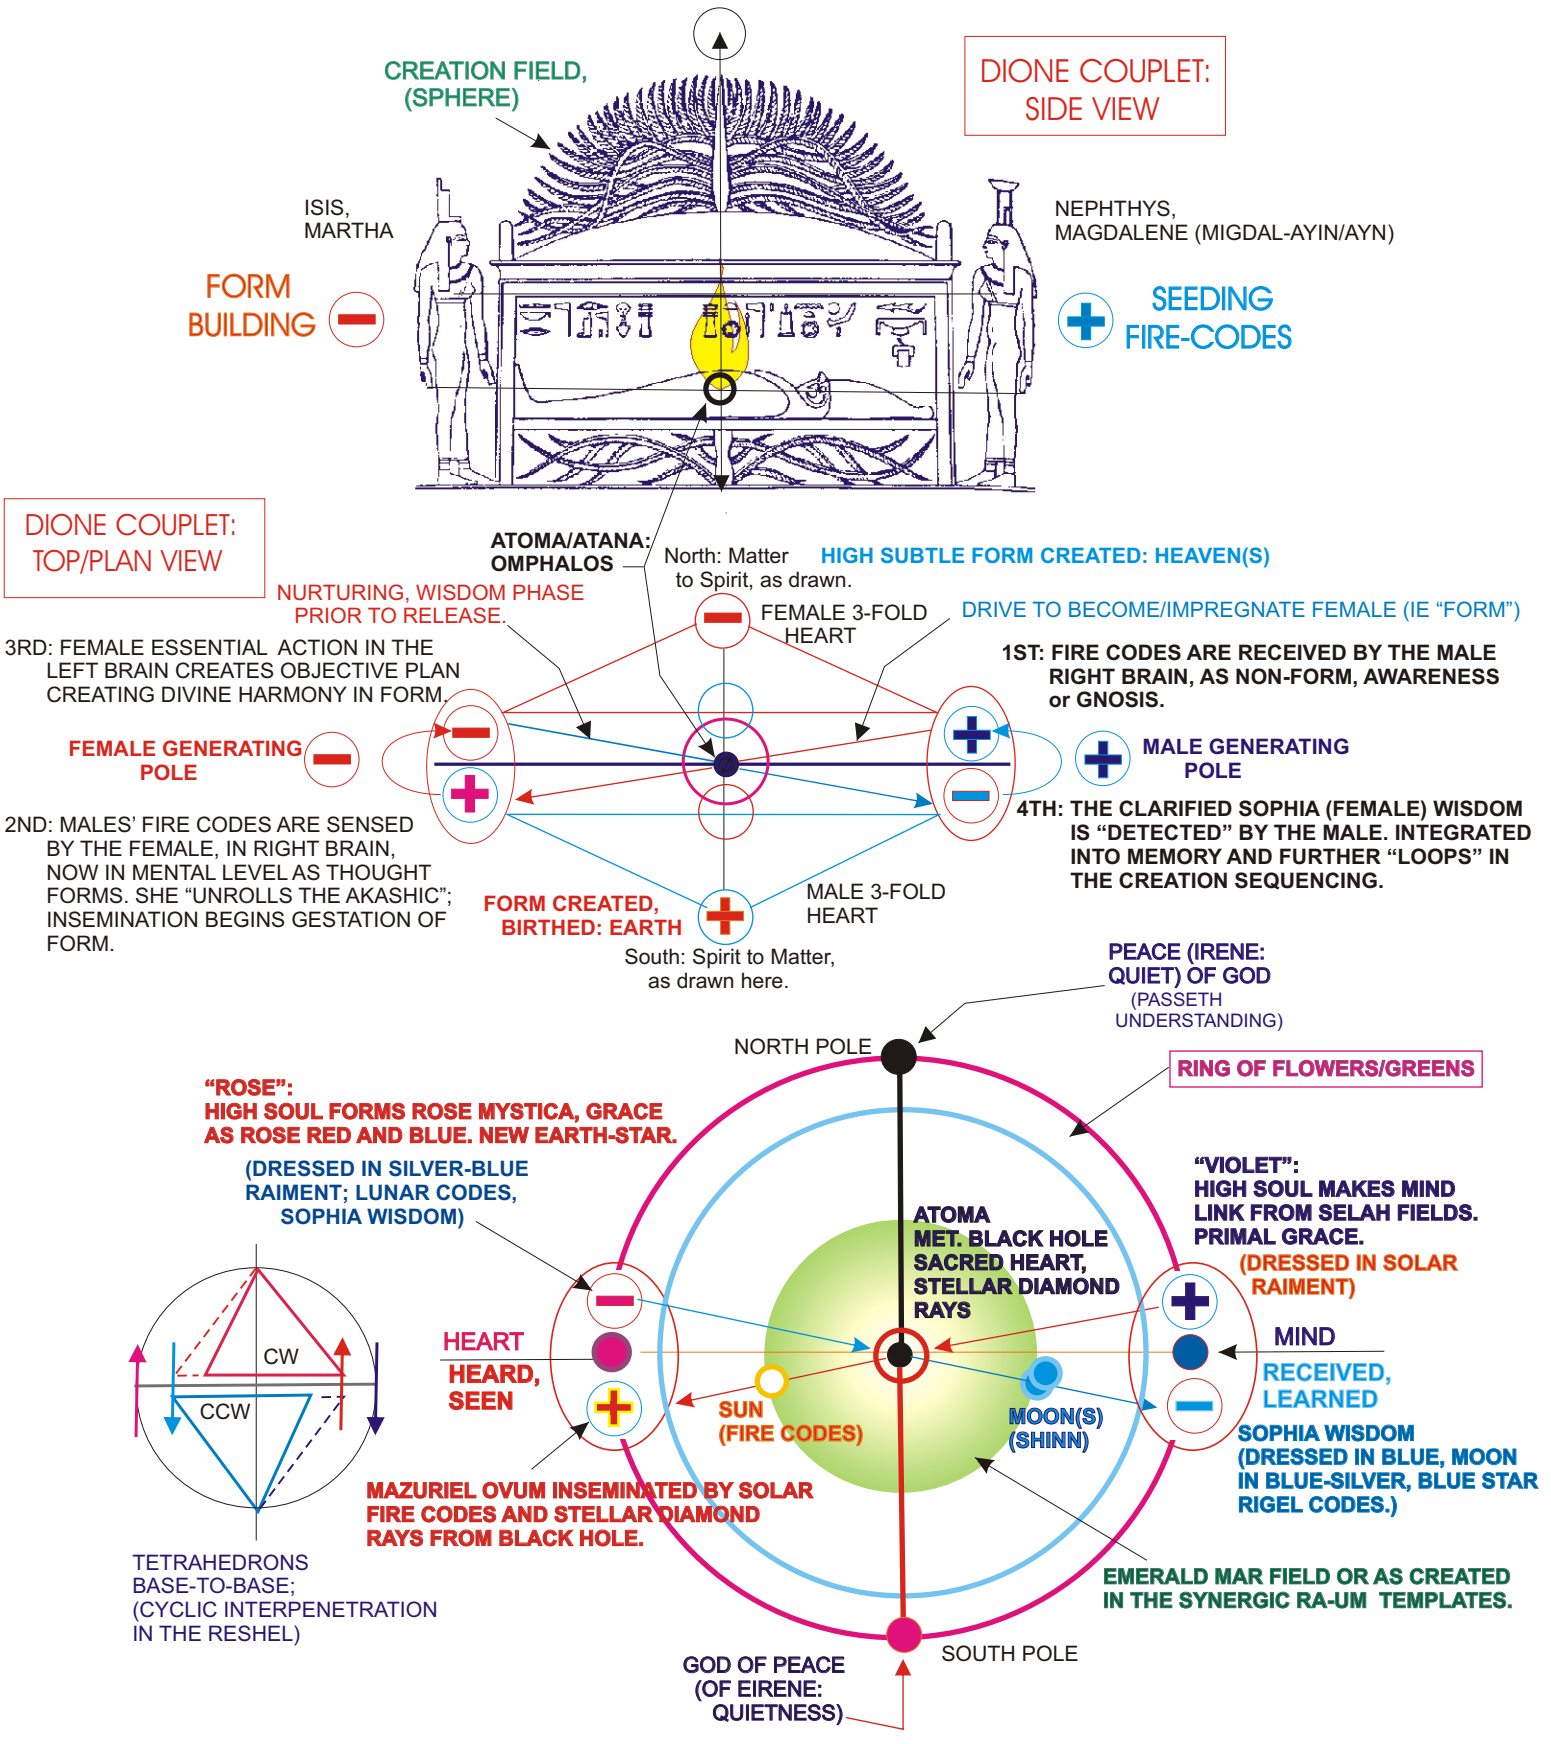 CREATION FIELD,
(SPHERE)
DIONE COUPLET:
SIDE VIEW
ISIS,
MARTHA
NEPHTHYS,
MAGDALENE (MIGDAL-AYIN/AYN)
FORM
BUILDING
SEEDING
FIRE-CODES
DIONE COUPLET:
TOP/PLAN VIEW
ATOMA/ATANA:
OMPHALOS
North: Matter
to Spirit, as drawn.
HIGH SUBTLE FORM CREATED: HEAVEN(S)
NURTURING, WISDOM PHASE
PRIOR TO RELEASE.
FEMALE 3-FOLD
HEART
DRIVE TO BECOME/IMPREGNATE FEMALE (IE “FORM”)
3RD: FEMALE ESSENTIAL ACTION IN THE
LEFT BRAIN CREATES OBJECTIVE PLAN
CREATING DIVINE HARMONY IN FORM.
1ST: FIRE CODES ARE RECEIVED BY THE MALE
RIGHT BRAIN, AS NON-FORM, AWARENESS
or GNOSIS.
FEMALE GENERATING
POLE
MALE GENERATING
POLE
2ND: MALES’ FIRE CODES ARE SENSED
BY THE FEMALE, IN RIGHT BRAIN,
NOW IN MENTAL LEVEL AS THOUGHT
FORMS. SHE “UNROLLS THE AKASHIC”;
INSEMINATION BEGINS GESTATION OF
FORM.
4TH: THE CLARIFIED SOPHIA (FEMALE) WISDOM
IS “DETECTED” BY THE MALE. INTEGRATED
INTO MEMORY AND FURTHER “LOOPS” IN
THE CREATION SEQUENCING.
FORM CREATED,
BIRTHED: EARTH
MALE 3-FOLD
HEART
South: Spirit to Matter,
as drawn here.
PEACE (IRENE:
QUIET) OF GOD
(PASSETH
UNDERSTANDING)
NORTH POLE
RING OF FLOWERS/GREENS
“ROSE”:
HIGH SOUL FORMS ROSE MYSTICA, GRACE
AS ROSE RED AND BLUE. NEW EARTH-STAR.
(DRESSED IN SILVER-BLUE
RAIMENT; LUNAR CODES,
SOPHIA WISDOM)
“VIOLET”:
HIGH SOUL MAKES MIND
LINK FROM SELAH FIELDS.
PRIMAL GRACE.
(DRESSED IN SOLAR
RAIMENT)
ATOMA
MET. BLACK HOLE
SACRED HEART,
STELLAR DIAMOND
RAYS
HEART
HEARD,
SEEN
MIND
RECEIVED,
LEARNED
CW
CCW
SUN
(FIRE CODES)
MOON(S)
(SHINN)
SOPHIA WISDOM
(DRESSED IN BLUE, MOON
IN BLUE-SILVER, BLUE STAR
RIGEL CODES.)
MAZURIEL OVUM INSEMINATED BY SOLAR
FIRE CODES AND STELLAR DIAMOND
RAYS FROM BLACK HOLE.
TETRAHEDRONS
BASE-TO-BASE;
(CYCLIC INTERPENETRATION
IN THE RESHEL)
EMERALD MAR FIELD OR AS CREATED
IN THE SYNERGIC RA-UM TEMPLATES.
SOUTH POLE
GOD OF PEACE
(OF EIRENE:
QUIETNESS)